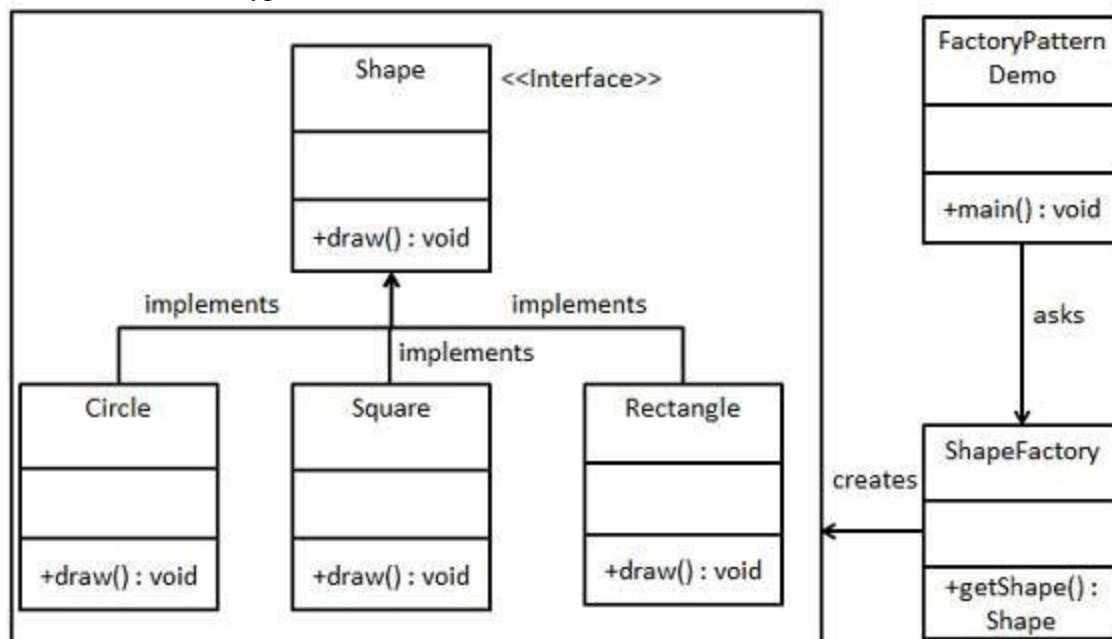 Shape
<<Interface>>
+draw() : void
FactoryPattern
Demo
+main() : void
implements
implements
implements
asks
Circle
+draw() : void
Square
+draw() : void
Rectangle
+draw() : void
creates
ShapeFactory
+getShape() :
Shape